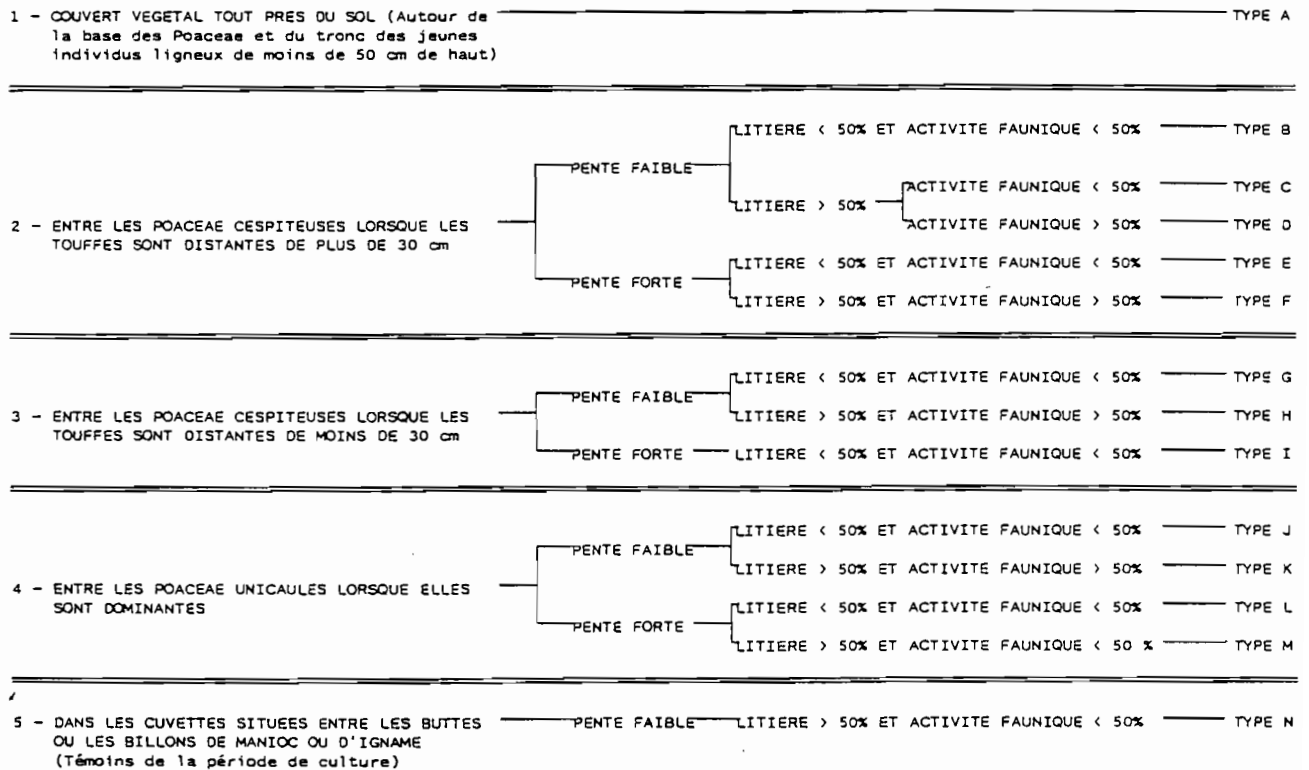 1 - COUVERT VEGETAL TOUT PRES DU SOL (Autour de TYPE A
la base des Poaceae et du tronc des jeunes
individus ligneux de moins de 50 cm de haut)
LITIERE < 50% ET ACTIVITE FAUNIQUE < 50% TYPE B
PENTE FAIBLE
ACTIVITE FAUNIQUE < 50% TYPE C
LITIERE > 50%
2 - ENTRE LES POACEAE CESPITEUSES LORSQUE LES ACTIVITE FAUNIQUE > 50% TYPE D
TOUFFES SONT DISTANTES DE PLUS DE 30 cm
LITIERE < 50% ET ACTIVITE FAUNIQUE < 50% TYPE E
PENTE FORTE
LITIERE > 50% ET ACTIVITE FAUNIQUE > 50% TYPE F
LITIERE < 50% ET ACTIVITE FAUNIQUE < 50% TYPE G
PENTE FAIBLE
3 - ENTRE LES POACEAE CESPITEUSES LORSQUE LES LITIERE > 50% ET ACTIVITE FAUNIQUE > 50% TYPE H
TOUFFES SONT DISTANTES DE MOINS DE 30 cm
PENTE FORTE LITIERE < 50% ET ACTIVITE FAUNIQUE < 50% TYPE I
LITIERE < 50% ET ACTIVITE FAUNIQUE < 50% TYPE J
PENTE FAIBLE
LITIERE > 50% ET ACTIVITE FAUNIQUE > 50% TYPE K
4 - ENTRE LES POACEAE UNICAULES LORSQUE ELLES
SONT DOMINANTES LITIERE < 50% ET ACTIVITE FAUNIQUE < 50% TYPE L
PENTE FORTE
LITIERE > 50% ET ACTIVITE FAUNIQUE < 50 % TYPE M
5 - DANS LES CUVETTES SITUEES ENTRE LES BUTTES PENTE FAIBLE LITIERE > 50% ET ACTIVITE FAUNIQUE < 50% TYPE N
OU LES BILLONS DE MANIOC OU D'IGNAME
(Témoins de la période de culture)